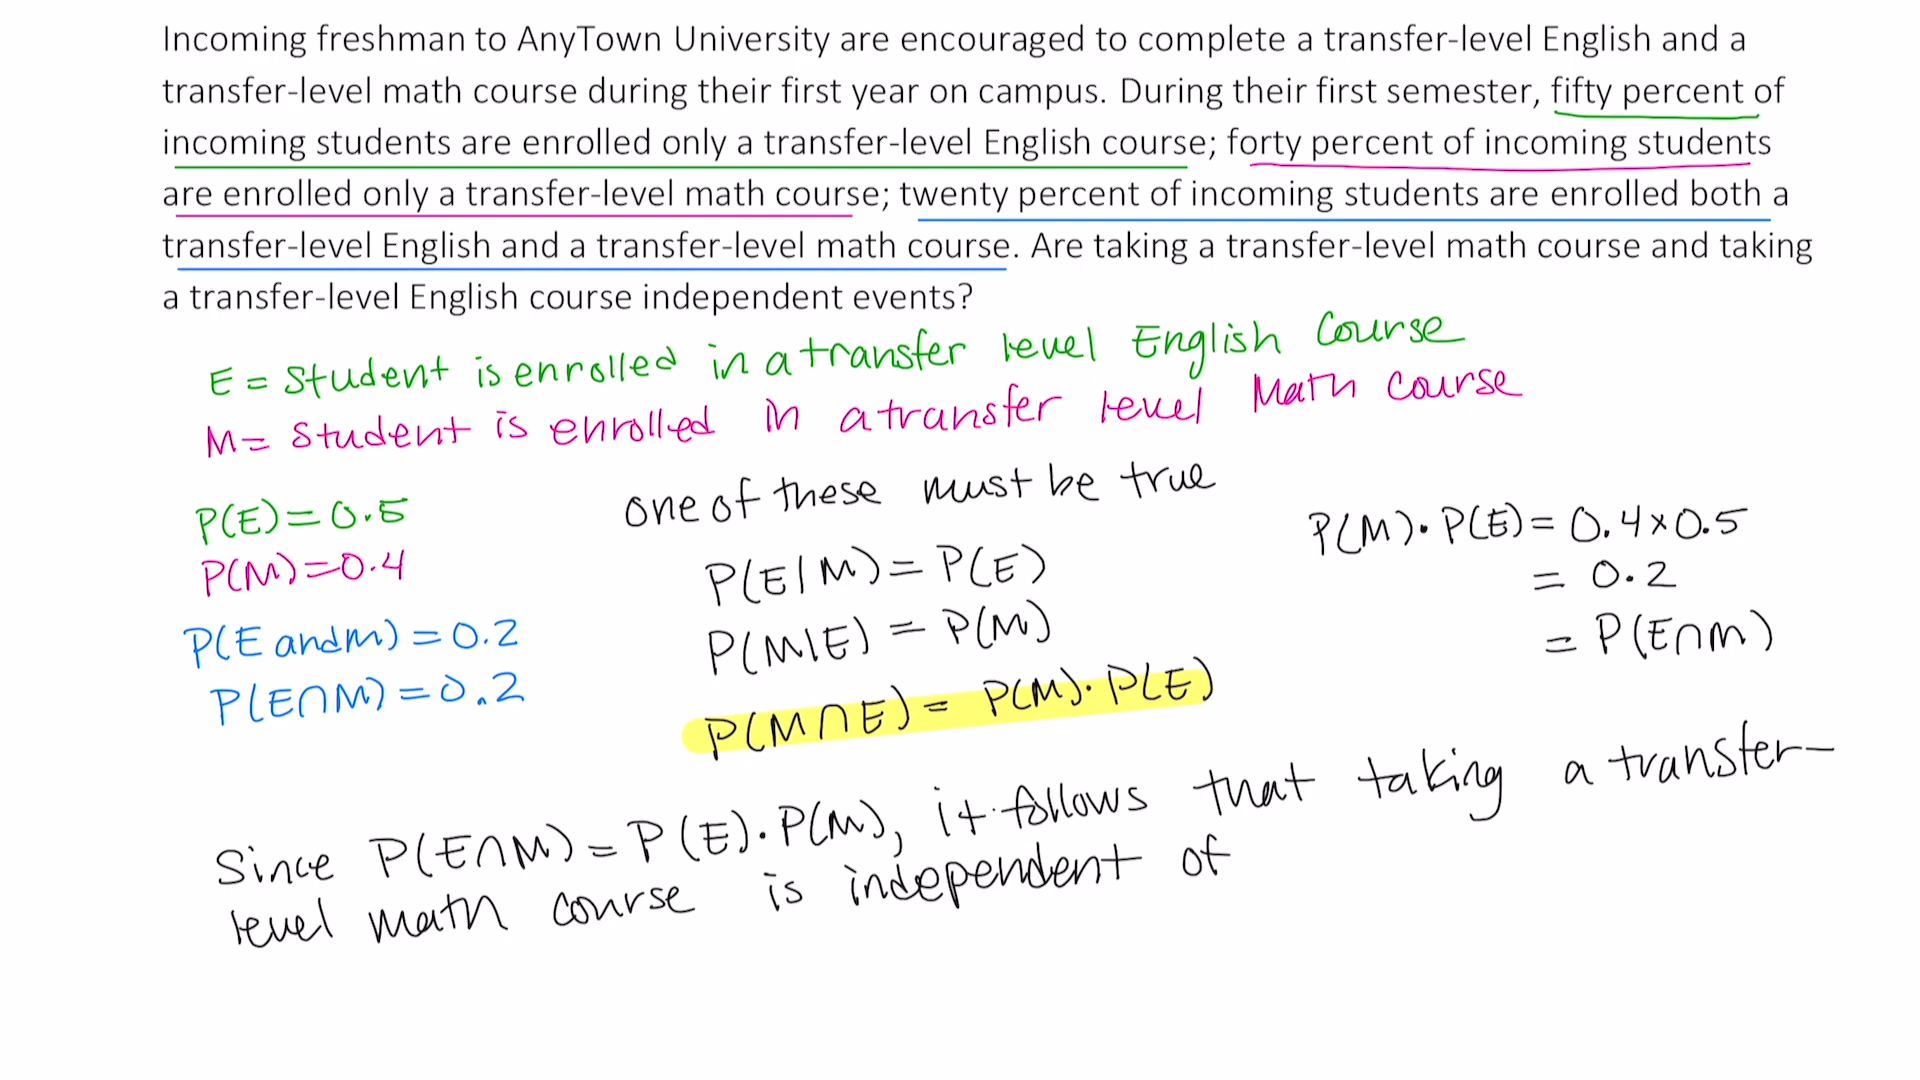 Incoming freshman to AnyTown University are encouraged to complete a transfer-level English and a
transfer-level math course during their first year on campus. During their first semester, fifty percent of
incoming students are enrolled only a transfer-level English course; forty percent of incoming students
are enrolled only a transfer-level math course; twenty percent of incoming students are enrolled both a
transfer-level English and a transfer-level math course. Are taking a transfer-level math course and taking
a transfer-level English course independent events?
E = Student is enrolled in a transfer level English Course
M = Student is enrolled in a transfer level Math course
P(E) = 0.5
P(M) = 0.4
P(E and M) = 0.2
P(E∩M) = 0.2
one of these must be true
P(E|M) = P(E)
P(M|E) = P(M)
P(M∩E) = P(M)·P(E)
P(M)·P(E) = 0.4 x 0.5
= 0.2
= P(E∩M)
Since P(E∩M) = P(E)·P(M), it follows that taking a transfer-
level math course is independent of